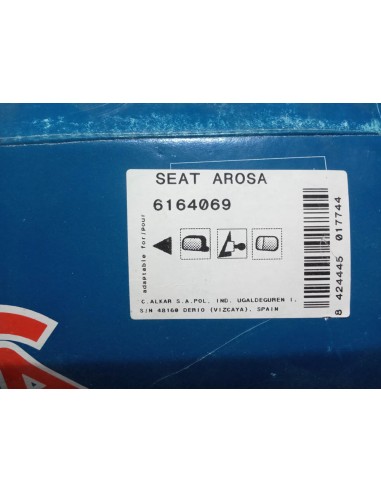 SEAT AROSA
6164069
adaptable for/pour
C.ALKAR S.A.POL. IND. UGALDEGUREN I,
S/N 48160 DERIO (VIZCAYA). SPAIN
8 424445 017744